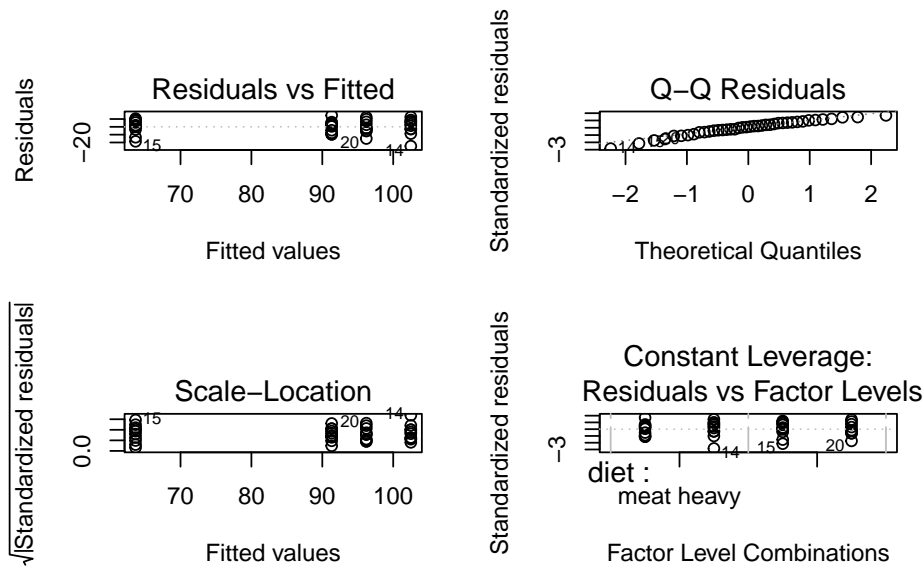 Residuals vs Fitted
Residuals
−20
15
20
14
70
80
90
100
Fitted values
Q−Q Residuals
Standardized residuals
−3
14
−2
−1
0
1
2
Theoretical Quantiles
Scale−Location
√|Standardized residuals|
0.0
15
20
14
70
80
90
100
Fitted values
Constant Leverage:
Residuals vs Factor Levels
Standardized residuals
−3
14
15
20
diet :
meat heavy
Factor Level Combinations